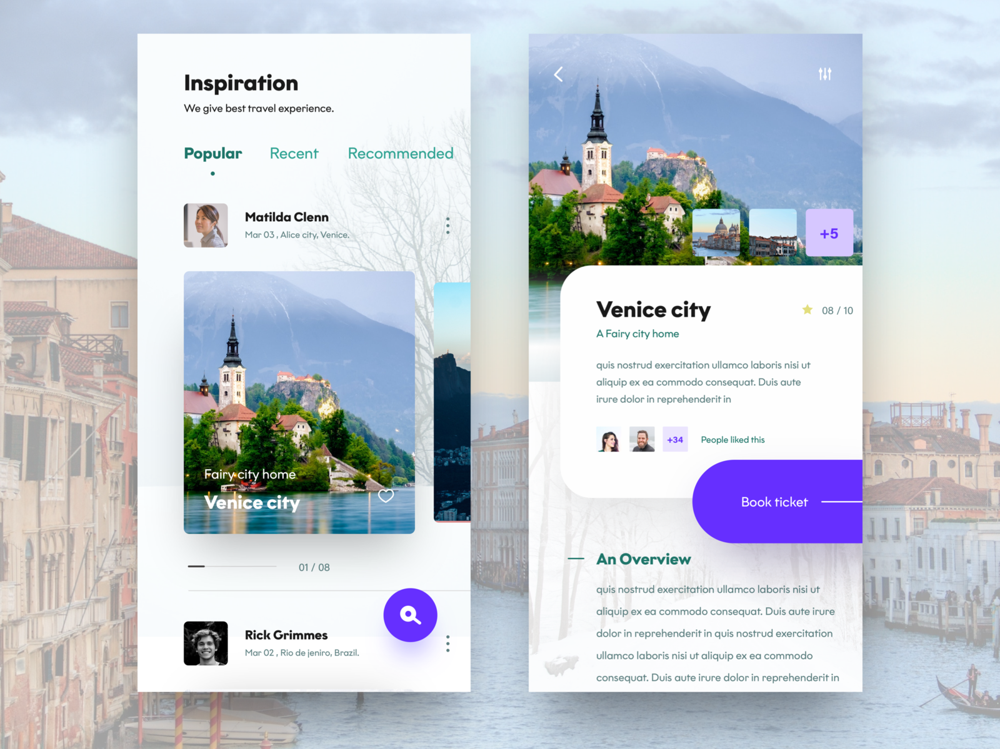 Inspiration
We give best travel experience.
Popular
Recent
Recommended
Matilda Clenn
Mar 03 , Alice city, Venice.
Fairy city home
Venice city
01 / 08
Rick Grimmes
Mar 02 , Rio de jeniro, Brazil.
+5
Venice city
08 / 10
A Fairy city home
quis nostrud exercitation ullamco laboris nisi ut
aliquip ex ea commodo consequat. Duis aute
irure dolor in reprehenderit in
+34
People liked this
Book ticket
An Overview
quis nostrud exercitation ullamco laboris nisi ut
aliquip ex ea commodo consequat. Duis aute irure
dolor in reprehenderit in quis nostrud exercitation
ullamco laboris nisi ut aliquip ex ea commodo
consequat. Duis aute irure dolor in reprehenderit in